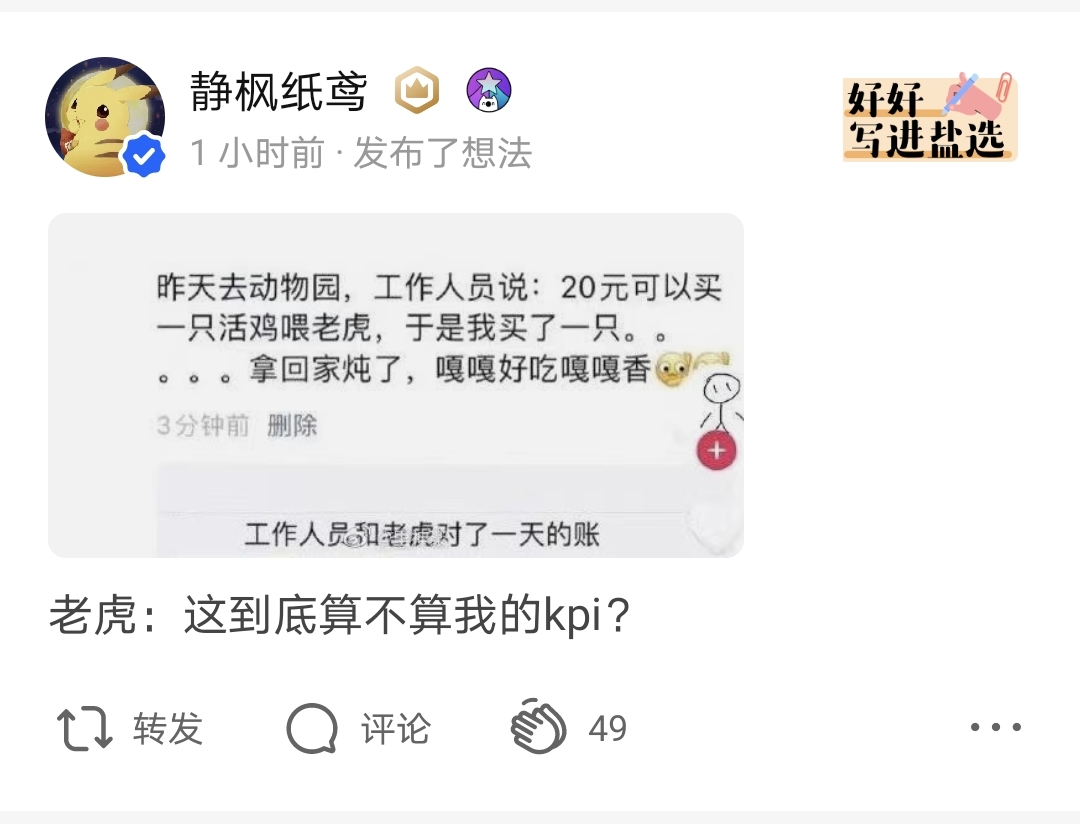 静枫纸鸢
1 小时前 · 发布了想法
好好
写进盐选
昨天去动物园，工作人员说：20元可以买
一只活鸡喂老虎，于是我买了一只。。
。。。拿回家炖了，嘎嘎好吃嘎嘎香
3分钟前 删除
工作人员和老虎对了一天的账
老虎：这到底算不算我的kpi？
转发 评论 49